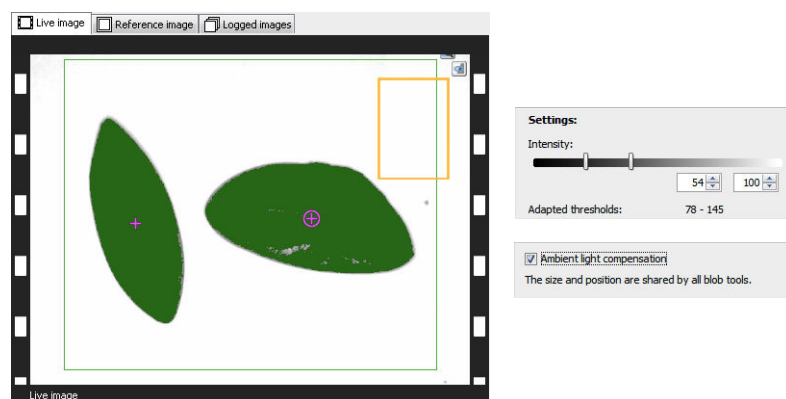 Live image
Reference image
Logged images
Settings:
Intensity:
54
100
Adapted thresholds:
78 - 145
Ambient light compensation
The size and position are shared by all blob tools.
Live image